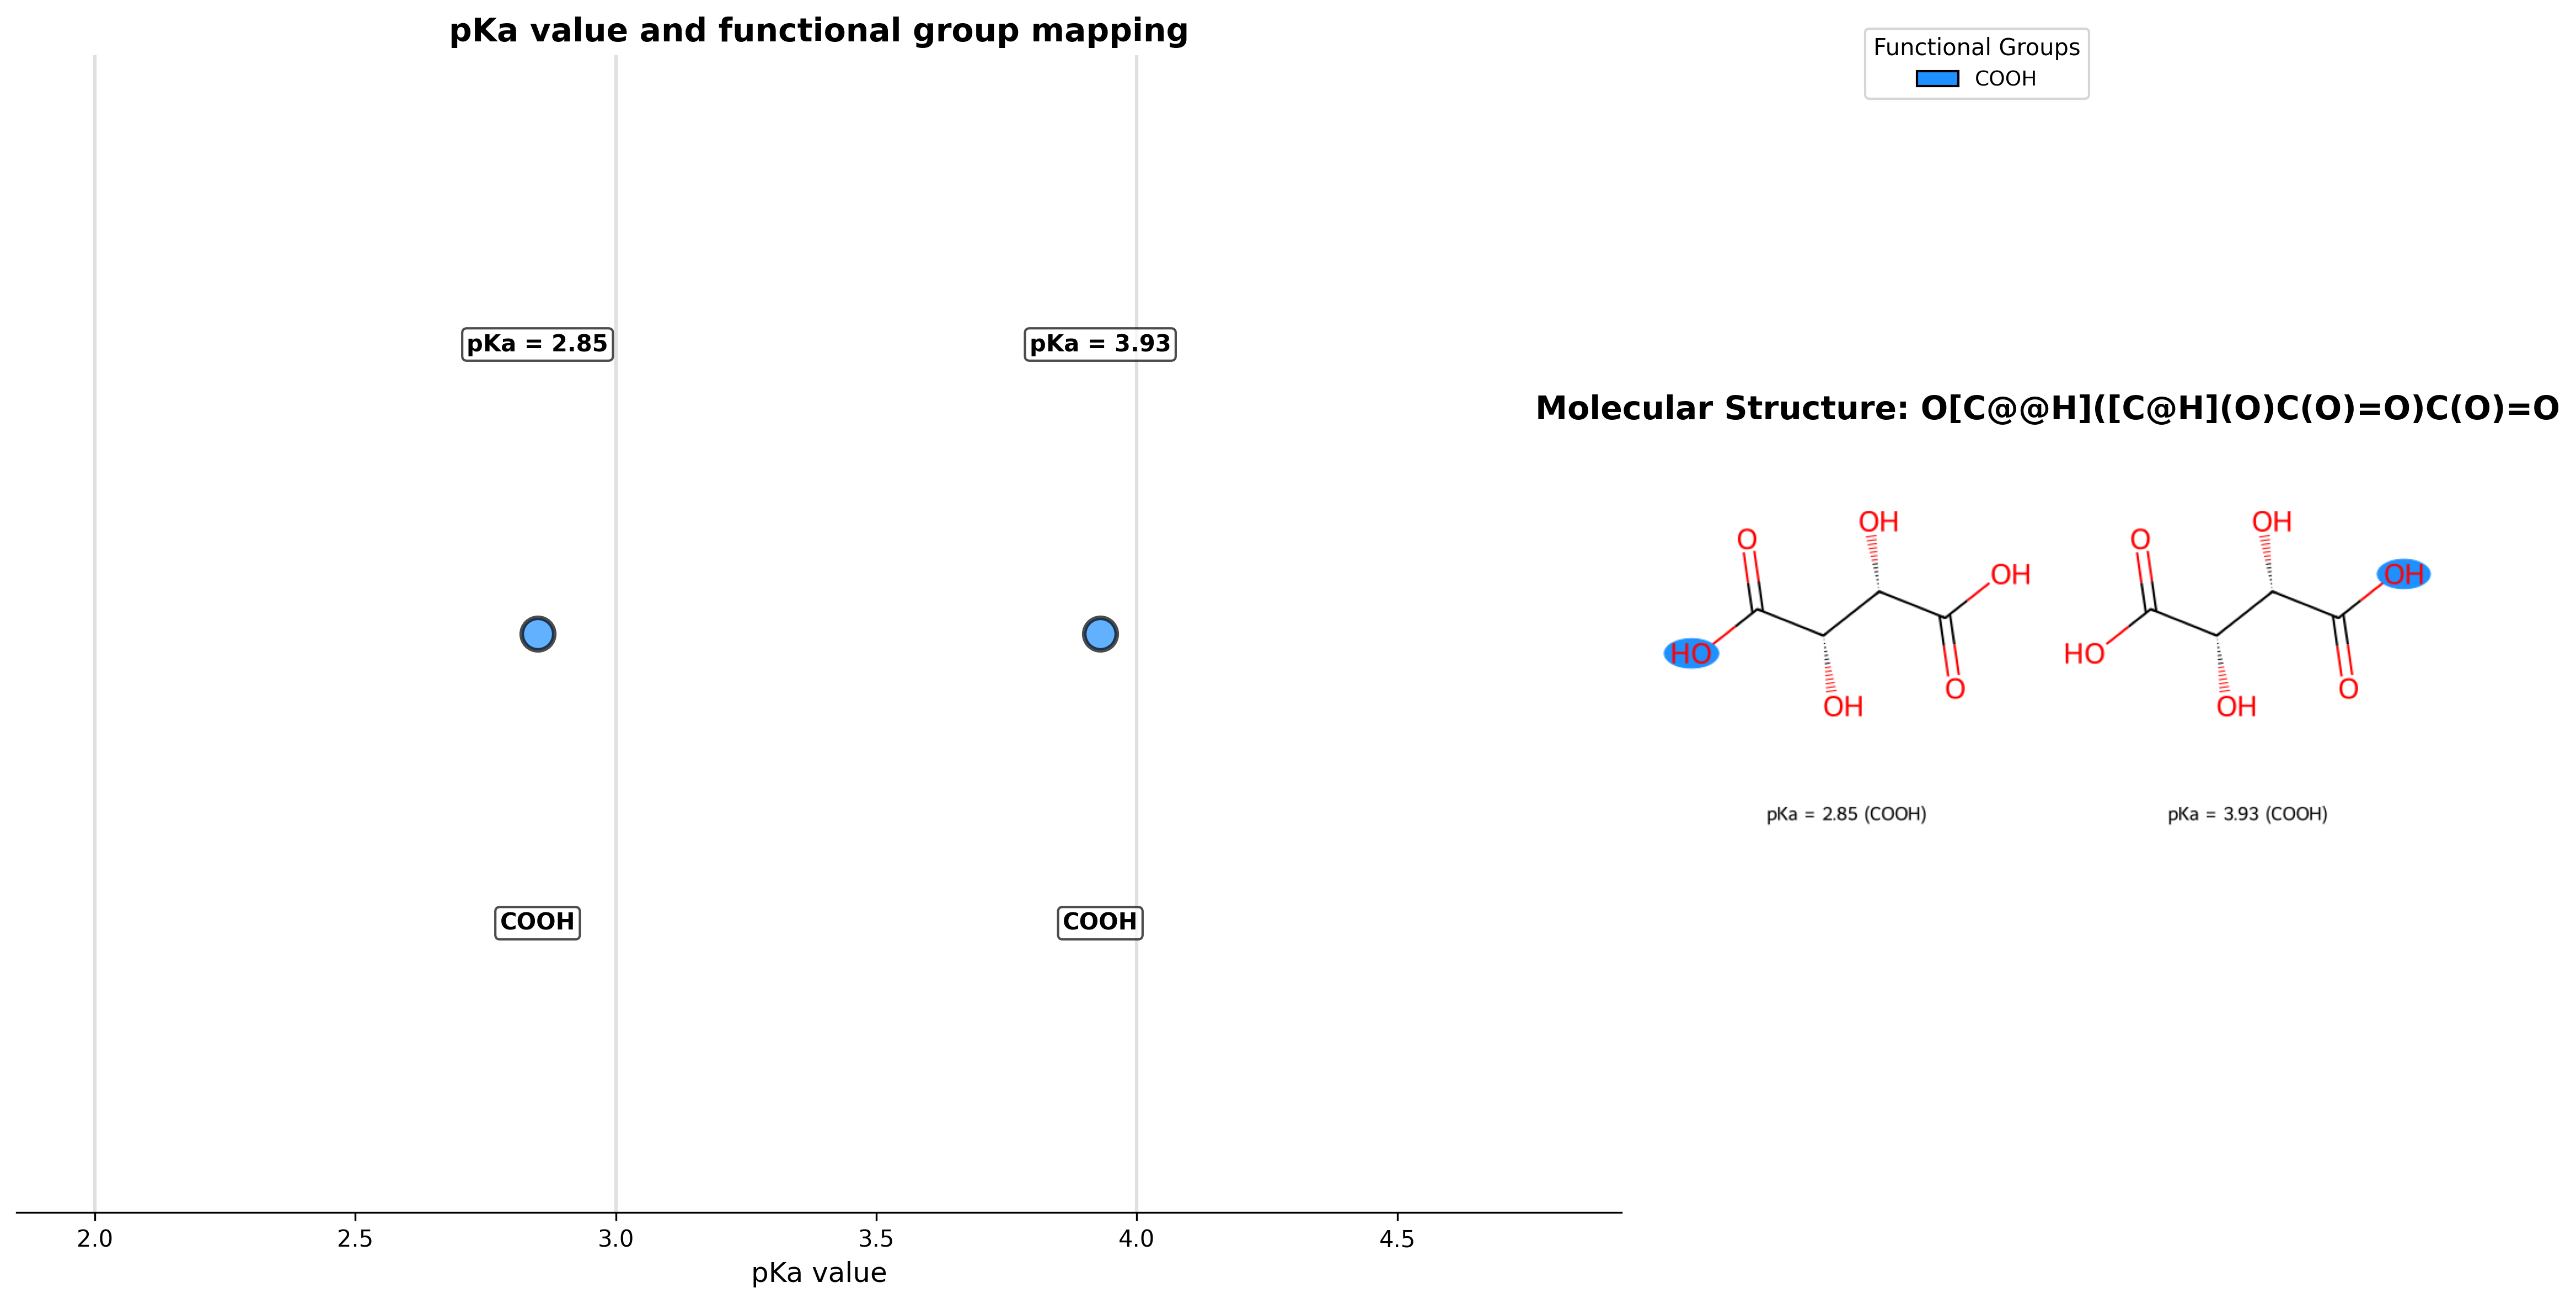 pKa value and functional group mapping
Functional Groups
COOH
pKa = 2.85
pKa = 3.93
COOH
COOH
2.0
2.5
3.0
3.5
4.0
4.5
pKa value
Molecular Structure: O[C@@H]([C@H](O)C(O)=O)C(O)=O
O
OH
OH
HO
OH
O
O
OH
OH
HO
OH
O
pKa = 2.85 (COOH)
pKa = 3.93 (COOH)